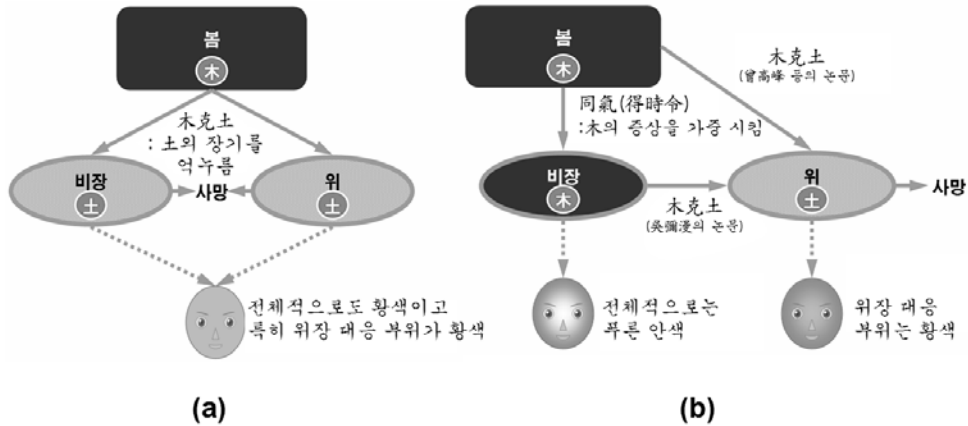 봄
木
木克土
: 土의 장기를
억누름
비장
土
사망
위
土
전체적으로도 황색이고
특히 위장 대응 부위가 황색
(a)
봄
木
木克土
(曾高峰 등의 논문)
同氣(得時令)
:木의 증상을 가중 시킴
비장
木
木克土
(吳彌漫의 논문)
위
土
사망
전체적으로는
푸른 안색
위장 대응
부위는 황색
(b)